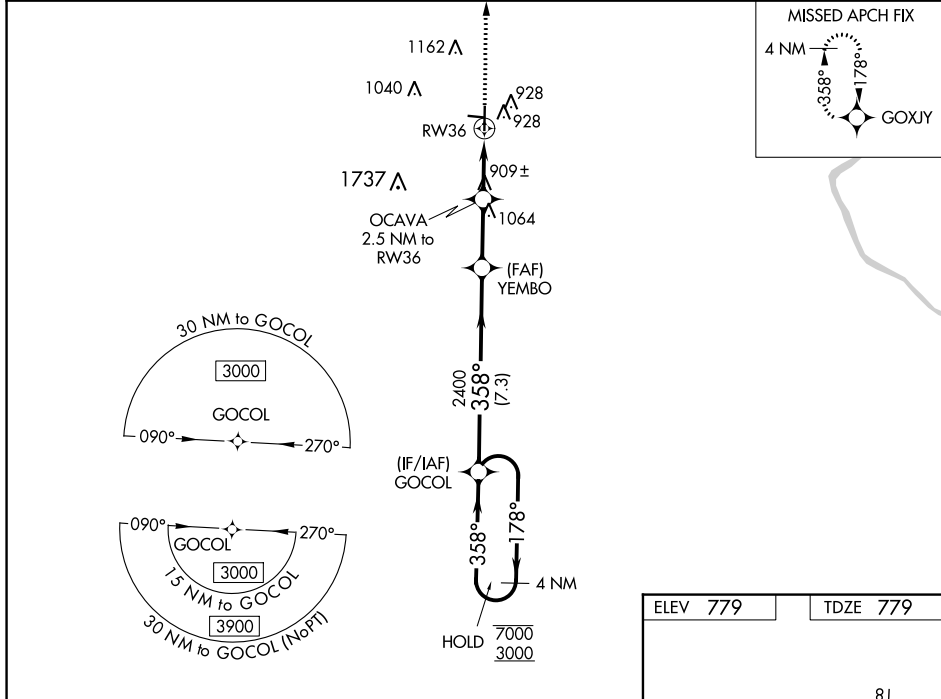 MISSED APCH FIX
4 NM
358°
178°
GOXJY
1162
1040
928
928
RW36
1737
909±
OCAVA
2.5 NM to
RW36
1064
(FAF)
YEMBO
2400
358°
(7.3)
30 NM to GOCOL
3000
GOCOL
090°
270°
(IF/IAF)
GOCOL
358°
178°
4 NM
HOLD
7000
3000
090°
270°
GOCOL
3000
15 NM to GOCOL
3900
30 NM to GOCOL (NoPT)
ELEV 779
TDZE 779